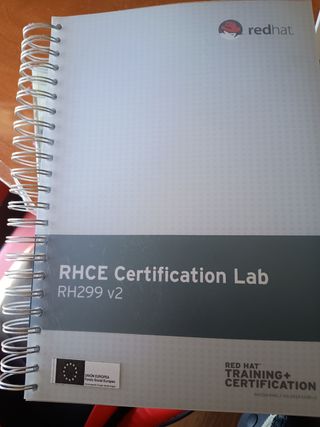 redhat.
RHCE Certification Lab
RH299 v2
UNIÓN EUROPEA
Fondo Social Europeo
RED HAT
TRAINING+
CERTIFICATION